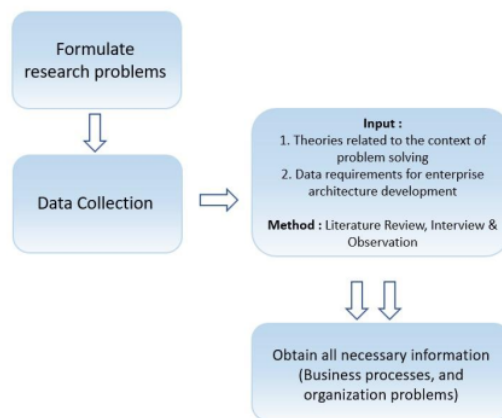 Formulate
research problems
Data Collection
Input :
1. Theories related to the context of
problem solving
2. Data requirements for enterprise
architecture development
Method : Literature Review, Interview &
Observation
Obtain all necessary information
(Business processes, and
organization problems)